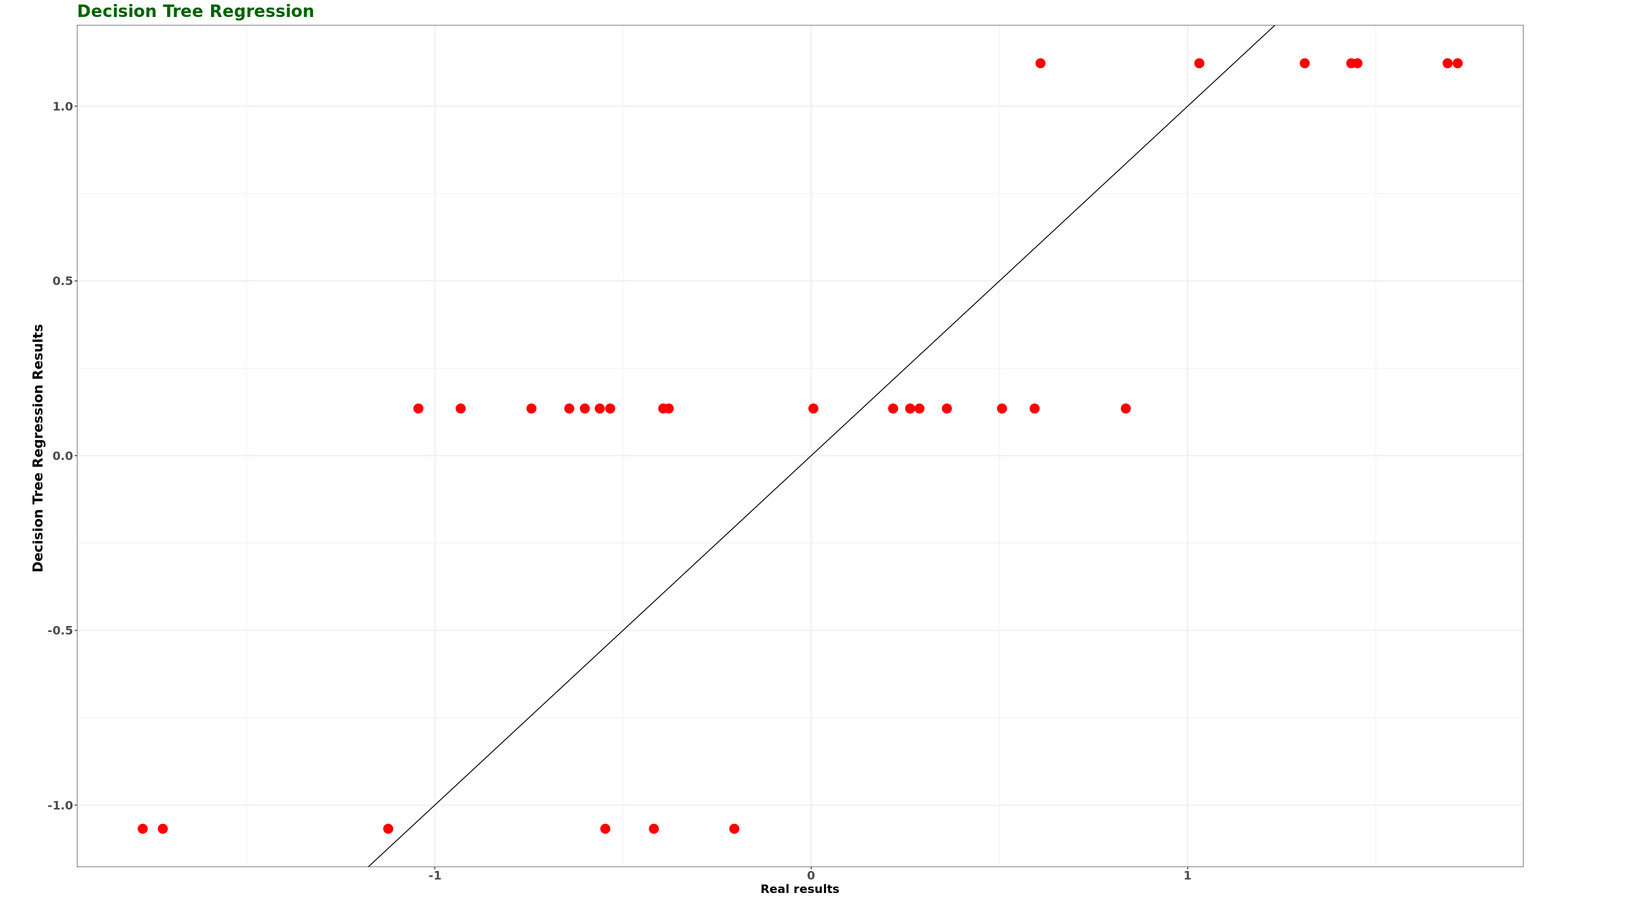 Decision Tree Regression
Decision Tree Regression Results
1.0
0.5
0.0
-0.5
-1.0
-1 0 1
Real results